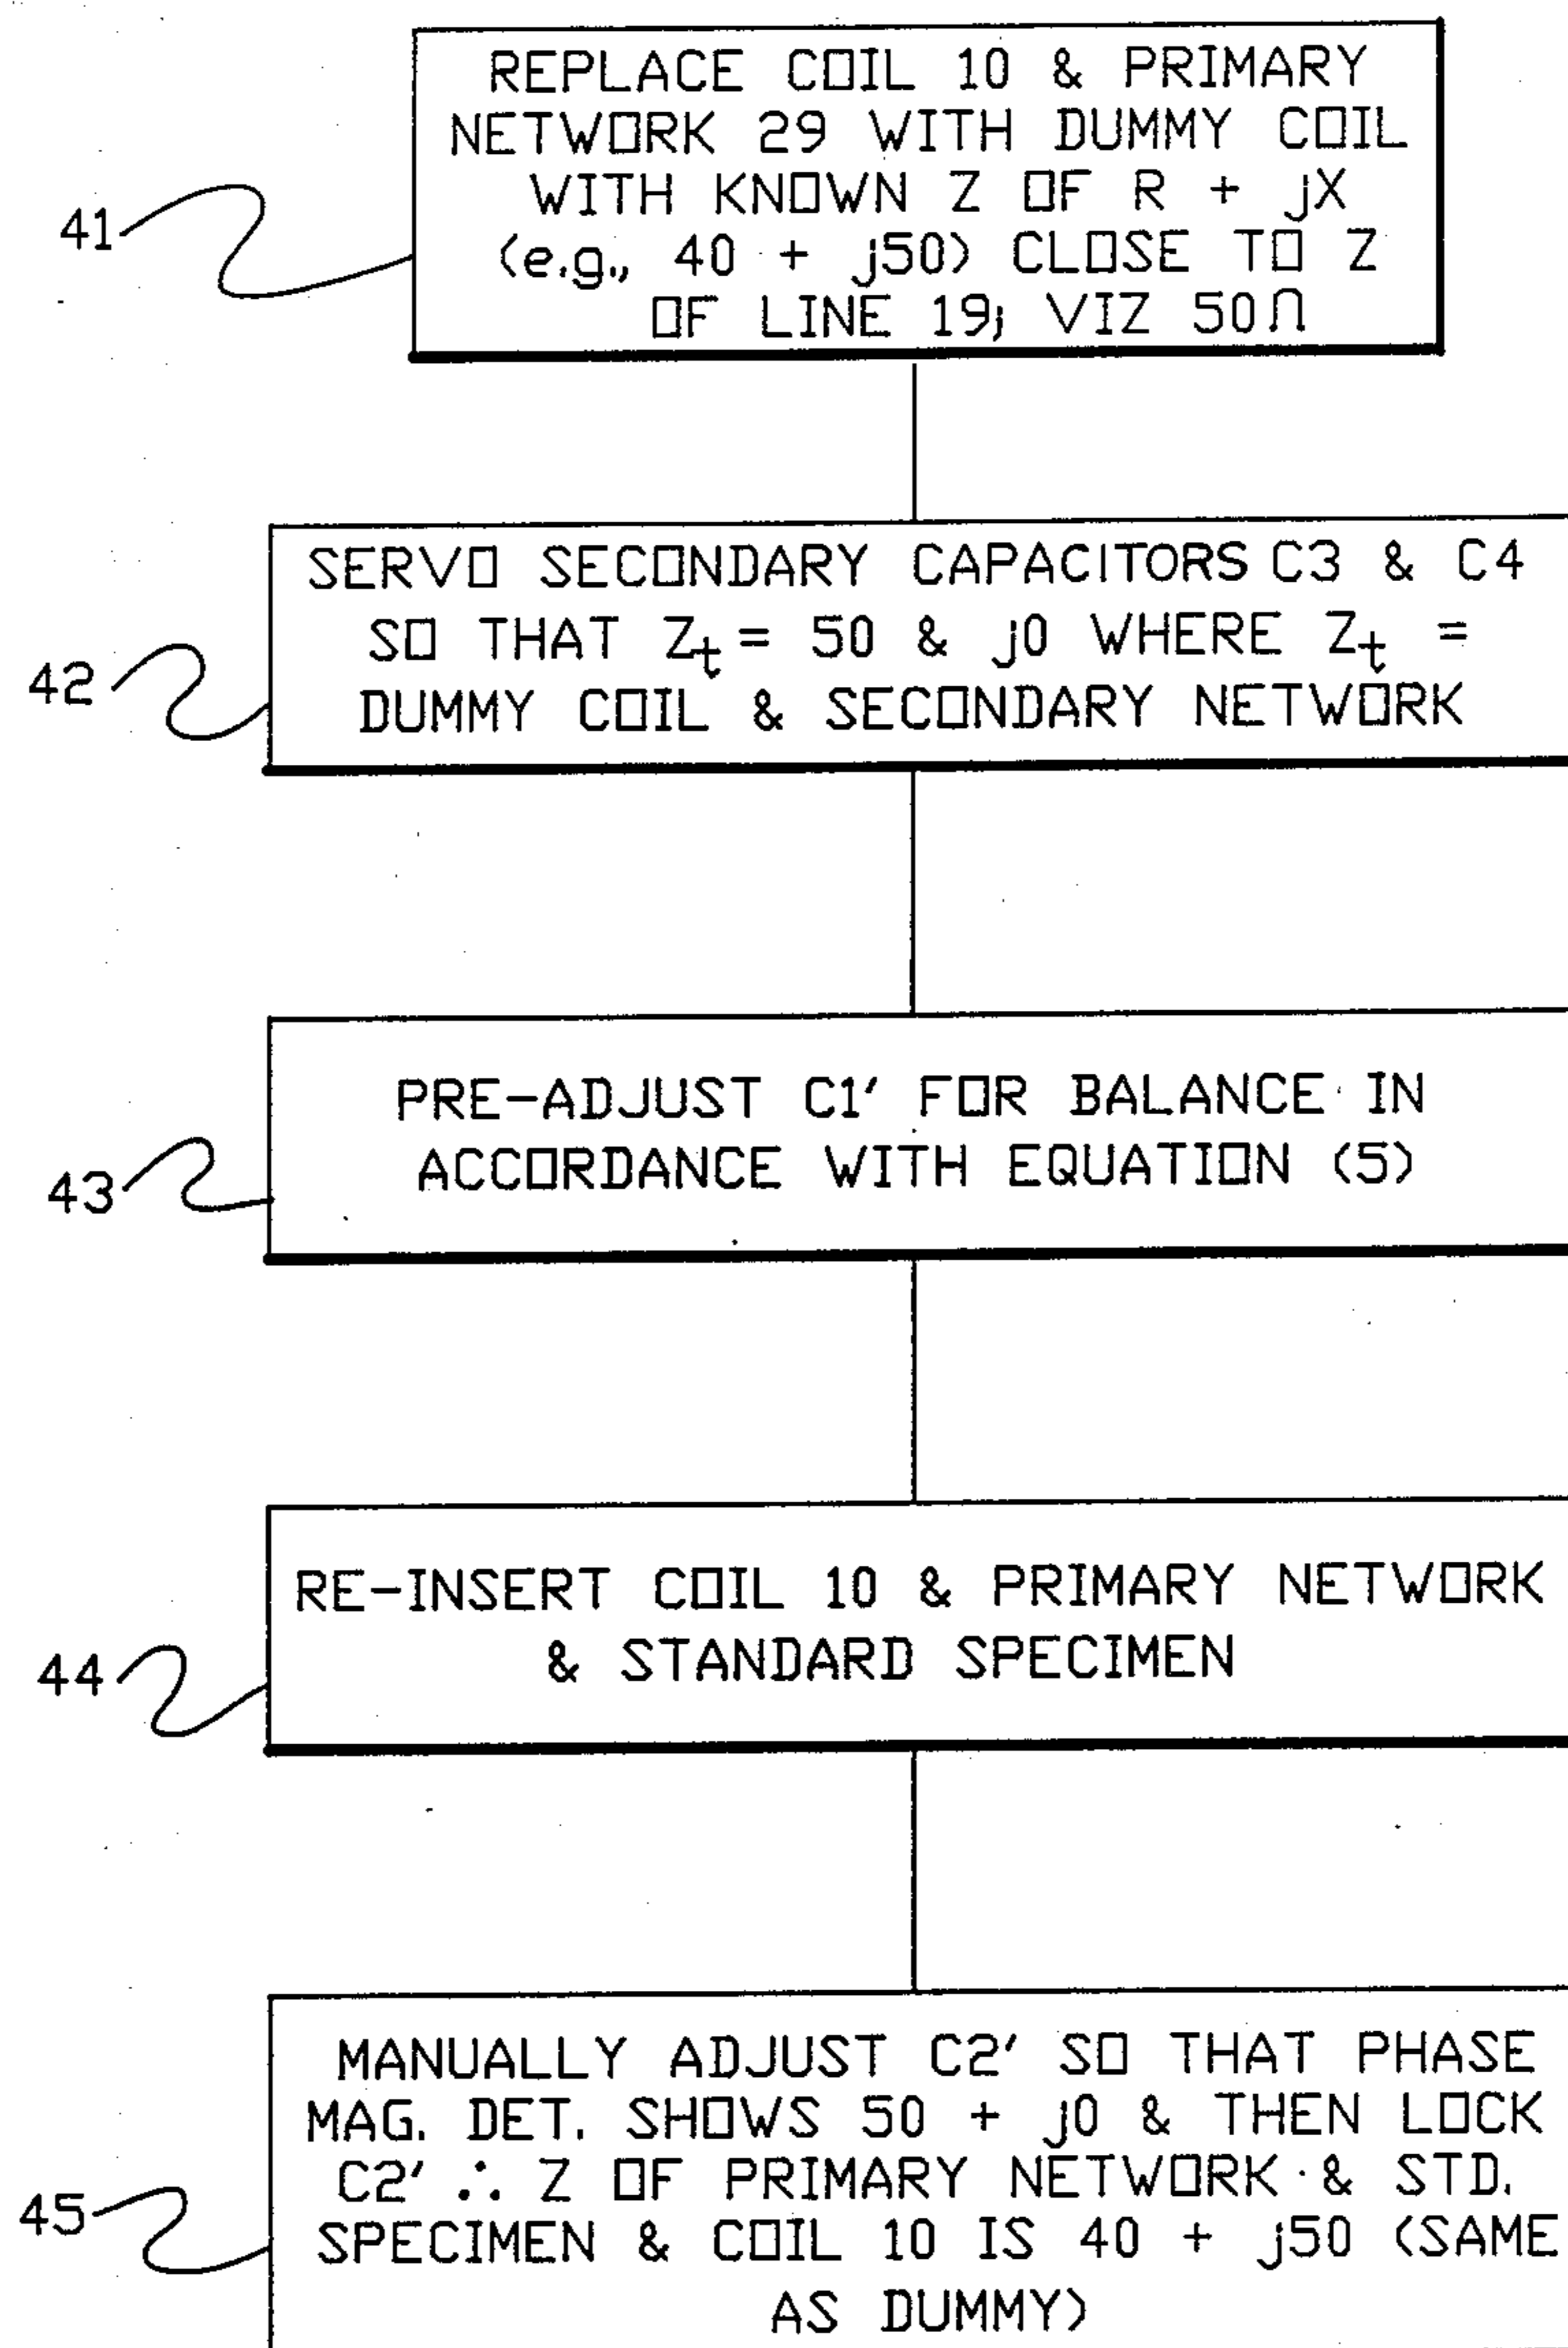 REPLACE COIL 10 & PRIMARY
NETWORK 29 WITH DUMMY COIL
WITH KNOWN Z OF R + jX
(e.g., 40 + j50) CLOSE TO Z
OF LINE 19; VIZ 50Ω
41
SERVO SECONDARY CAPACITORS C3 & C4
SO THAT Zt = 50 & j0 WHERE Zt =
DUMMY COIL & SECONDARY NETWORK
42
PRE-ADJUST C1' FOR BALANCE IN
ACCORDANCE WITH EQUATION (5)
43
RE-INSERT COIL 10 & PRIMARY NETWORK
& STANDARD SPECIMEN
44
MANUALLY ADJUST C2' SO THAT PHASE
MAG. DET. SHOWS 50 + j0 & THEN LOCK
C2' ∴ Z OF PRIMARY NETWORK & STD.
SPECIMEN & COIL 10 IS 40 + j50 (SAME
AS DUMMY)
45